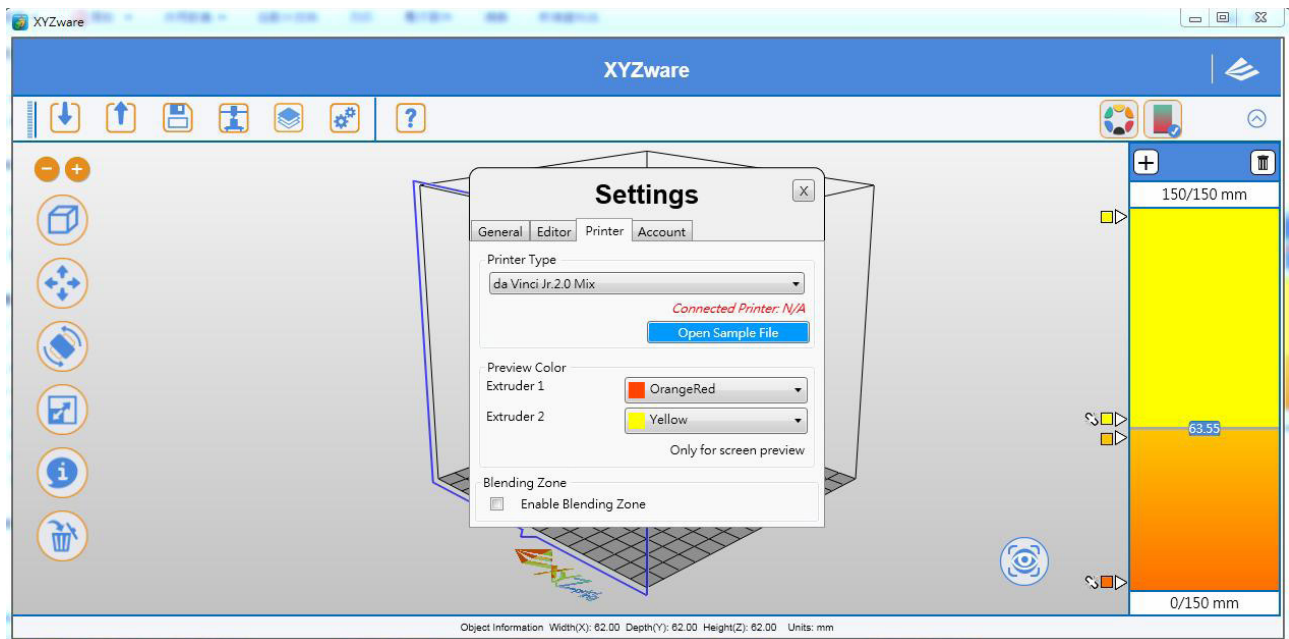 XYZware
XYZware
?
150/150 mm
Settings
X
General Editor Printer Account
Printer Type
da Vinci Jr.2.0 Mix
Connected Printer: N/A
Open Sample File
Preview Color
Extruder 1 OrangeRed
Extruder 2 Yellow
Only for screen preview
63.55
Blending Zone
Enable Blending Zone
0/150 mm
Object Information Width(X): 62.00 Depth(Y): 62.00 Height(Z): 62.00 Units: mm